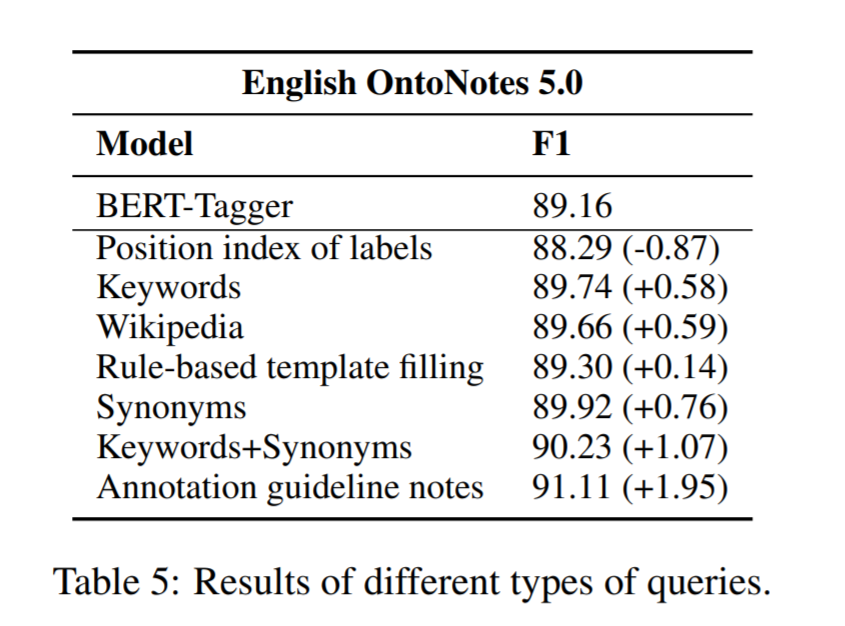 English OntoNotes 5.0
Model F1
BERT-Tagger 89.16
Position index of labels 88.29 (-0.87)
Keywords 89.74 (+0.58)
Wikipedia 89.66 (+0.59)
Rule-based template filling 89.30 (+0.14)
Synonyms 89.92 (+0.76)
Keywords+Synonyms 90.23 (+1.07)
Annotation guideline notes 91.11 (+1.95)
Table 5: Results of different types of queries.